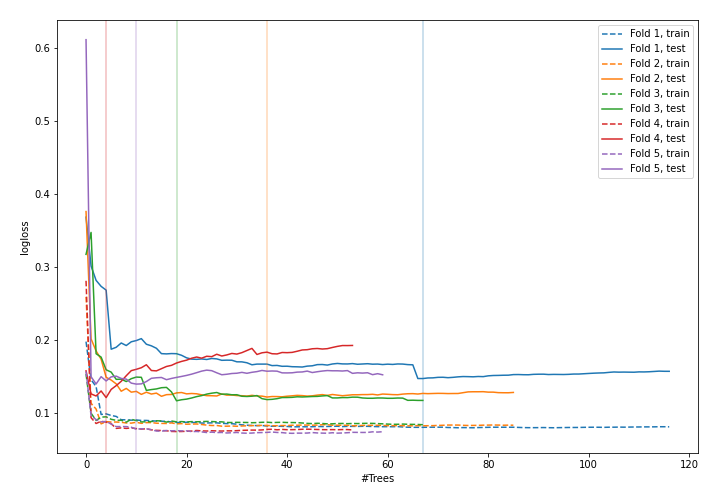 0.6
0.5
0.4
0.3
0.2
0.1
logloss
0
20
40
60
80
100
120
#Trees
Fold 1, train
Fold 1, test
Fold 2, train
Fold 2, test
Fold 3, train
Fold 3, test
Fold 4, train
Fold 4, test
Fold 5, train
Fold 5, test